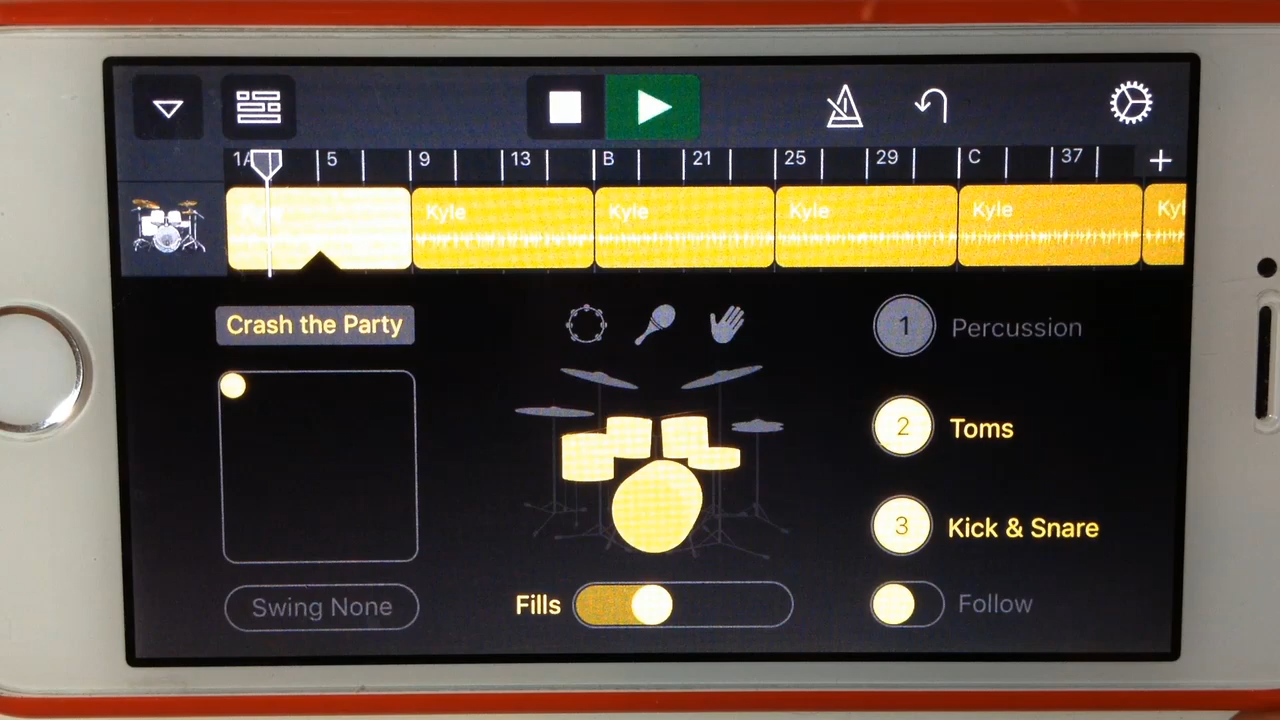 1A 5 9 13 B 21 25 29 C 37
Kyle Kyle Kyle Kyle Kyl
Crash the Party
1 Percussion
2 Toms
3 Kick & Snare
Swing None
Fills
Follow